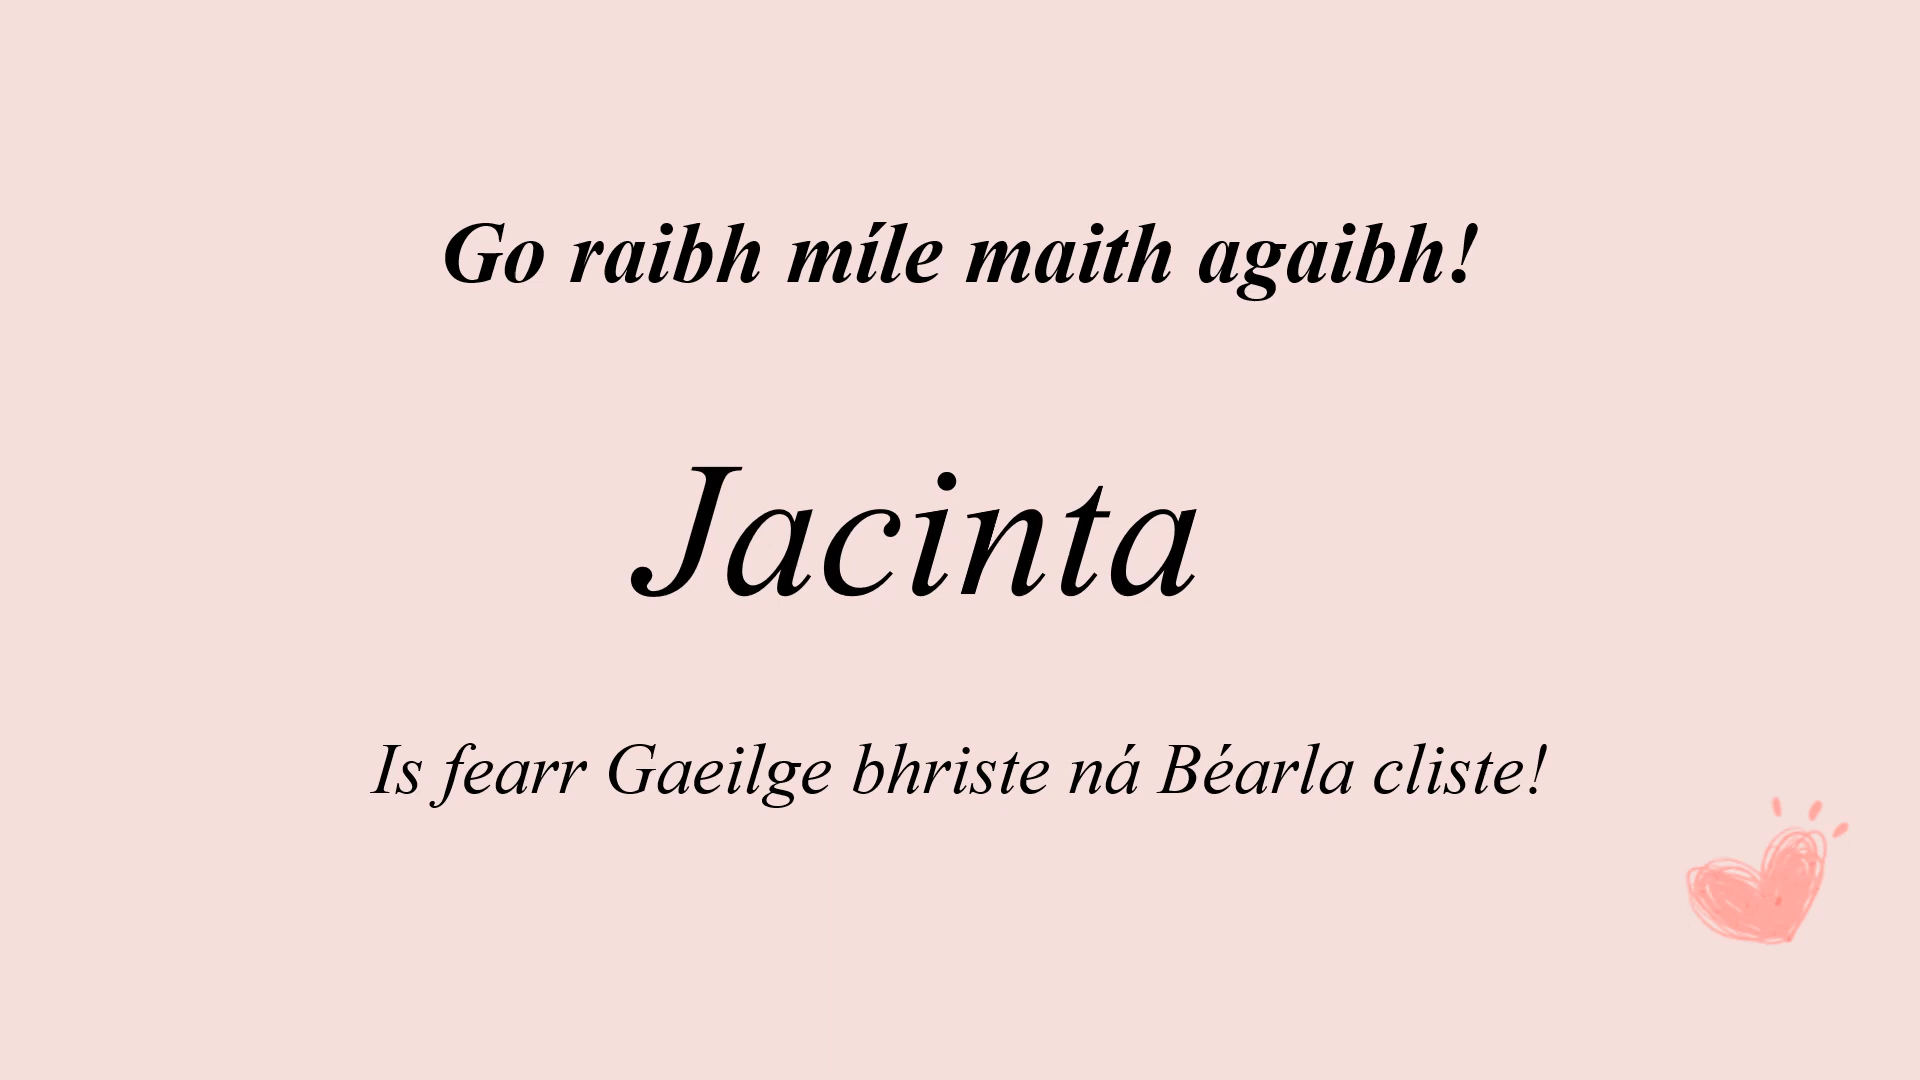 Go raibh míle maith agaibh!
Jacinta
Is fearr Gaeilge bhriste ná Béarla cliste!